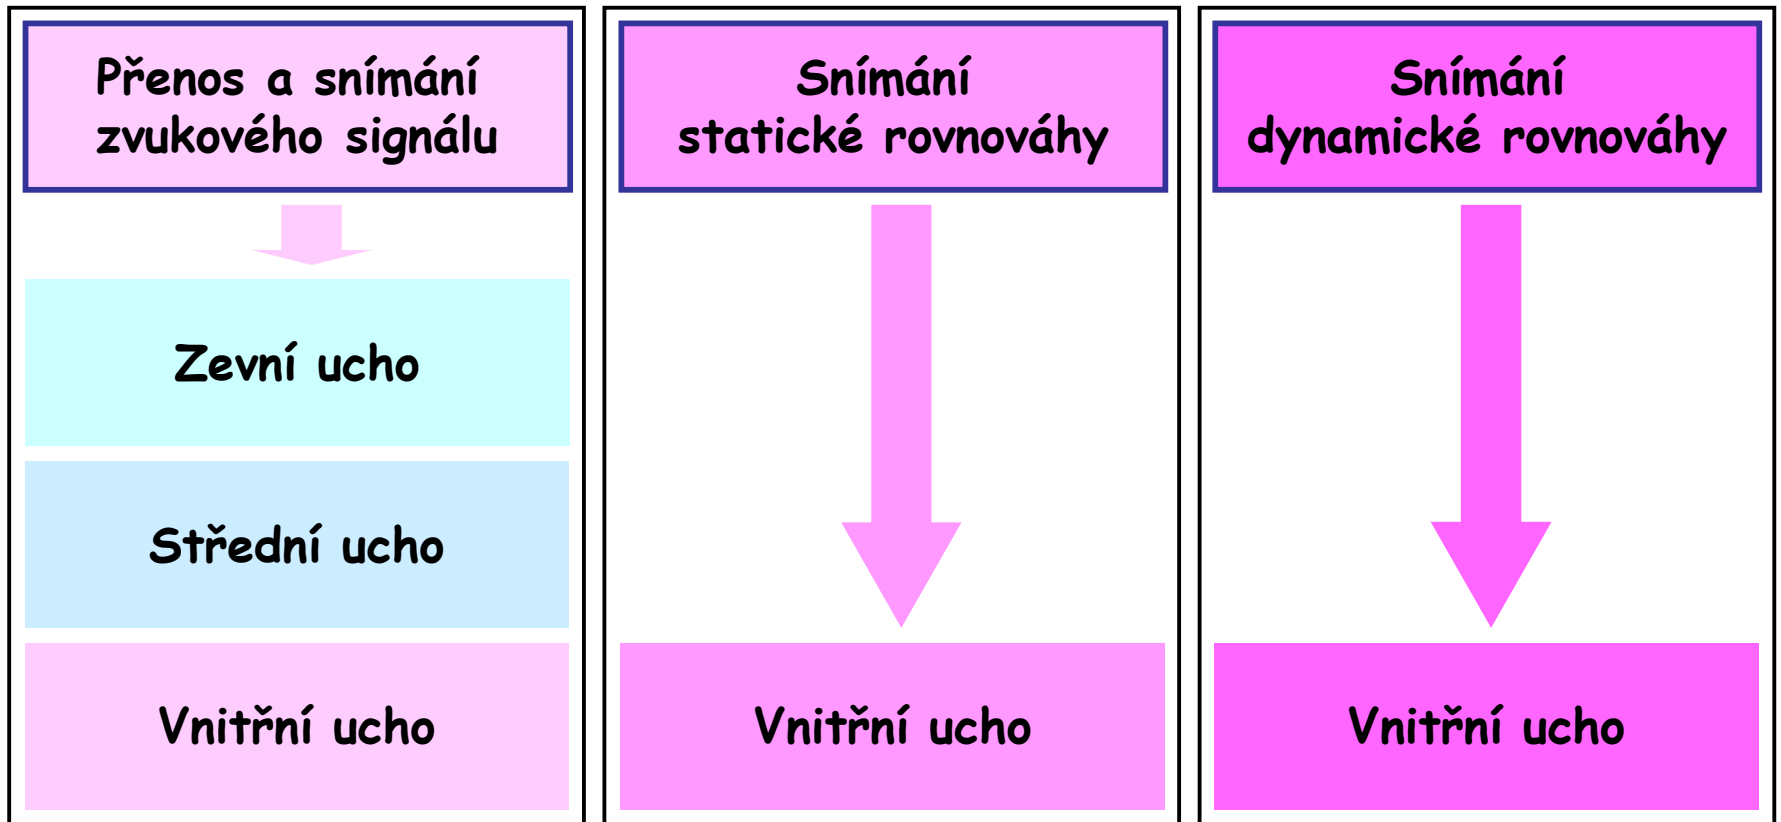 Přenos a snímání
zvukového signálu
Zevní ucho
Střední ucho
Vnitřní ucho
Snímání
statické rovnováhy
Vnitřní ucho
Snímání
dynamické rovnováhy
Vnitřní ucho